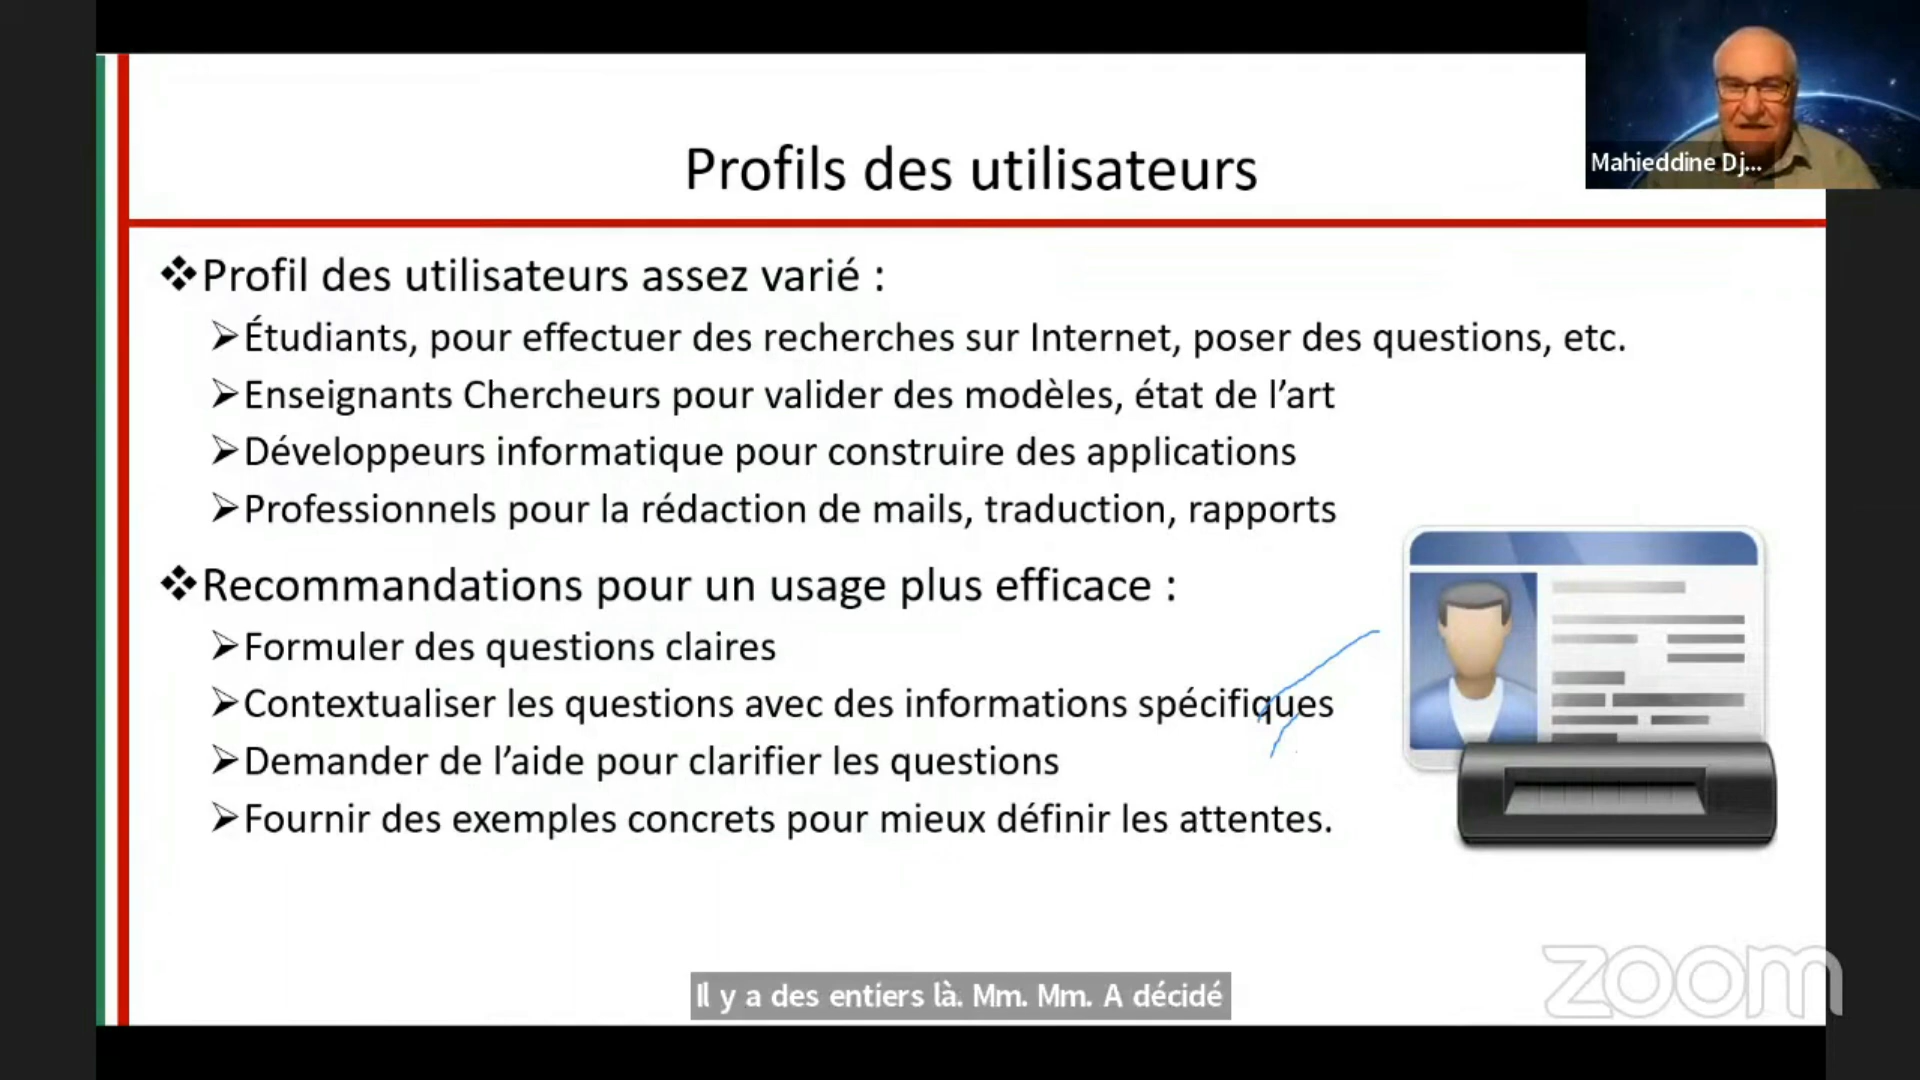 Profils des utilisateurs
Mahieddine Dj...
❖Profil des utilisateurs assez varié :
➢Étudiants, pour effectuer des recherches sur Internet, poser des questions, etc.
➢Enseignants Chercheurs pour valider des modèles, état de l’art
➢Développeurs informatique pour construire des applications
➢Professionnels pour la rédaction de mails, traduction, rapports
❖Recommandations pour un usage plus efficace :
➢Formuler des questions claires
➢Contextualiser les questions avec des informations spécifiques
➢Demander de l’aide pour clarifier les questions
➢Fournir des exemples concrets pour mieux définir les attentes.
Il y a des entiers là. Mm. Mm. A décidé
zoom